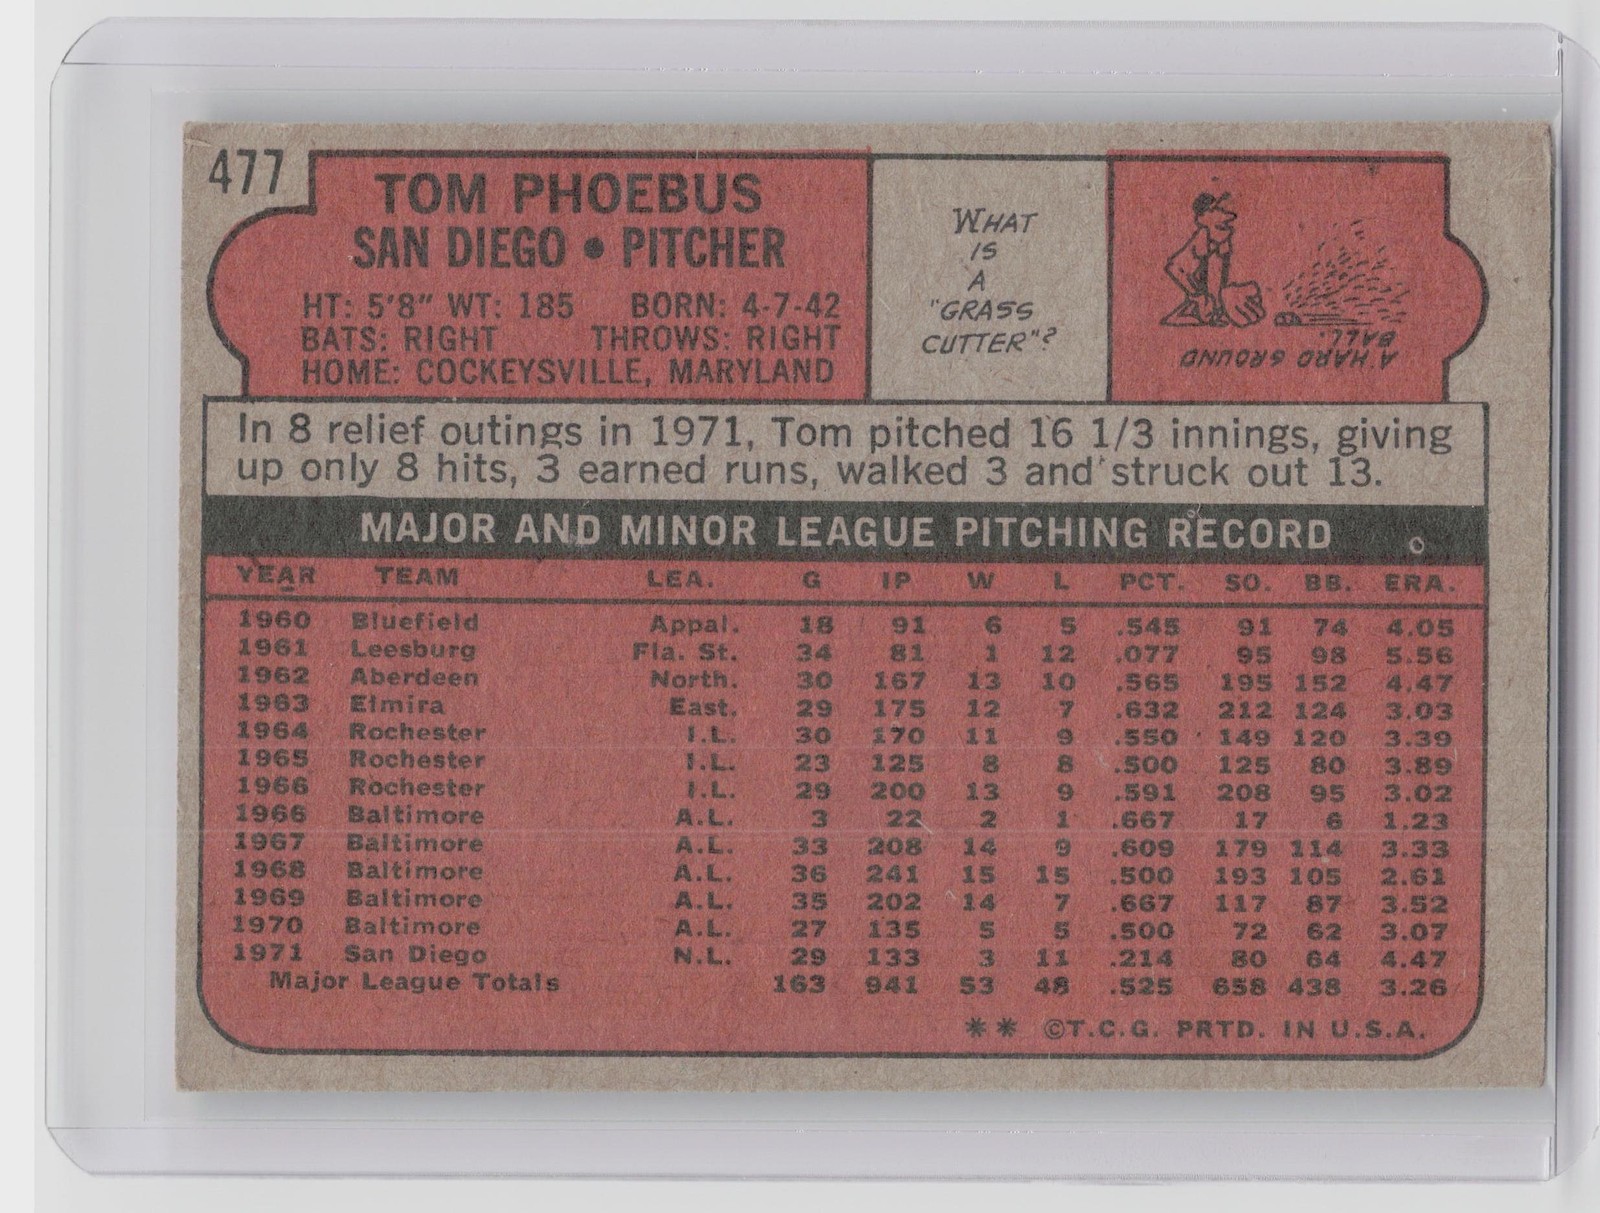 477
TOM PHOEBUS
SAN DIEGO • PITCHER
HT: 5'8" WT: 185 BORN: 4-7-42
BATS: RIGHT THROWS: RIGHT
HOME: COCKEYSVILLE, MARYLAND
WHAT
IS
A
"GRASS
CUTTER"?
A HARD GROUND
BALL.
In 8 relief outings in 1971, Tom pitched 16 1/3 innings, giving
up only 8 hits, 3 earned runs, walked 3 and struck out 13.
MAJOR AND MINOR LEAGUE PITCHING RECORD
YEAR TEAM LEA. G IP W L PCT. SO. BB. ERA.
1960 Bluefield Appal. 18 91 6 5 .545 91 74 4.05
1961 Leesburg Fla. St. 34 81 1 12 .077 95 98 5.56
1962 Aberdeen North. 30 167 13 10 .565 195 152 4.47
1963 Elmira East. 29 175 12 7 .632 212 124 3.03
1964 Rochester I.L. 30 170 11 9 .550 149 120 3.39
1965 Rochester I.L. 23 125 8 8 .500 125 80 3.89
1966 Rochester I.L. 29 200 13 9 .591 208 95 3.02
1966 Baltimore A.L. 3 22 2 1 .667 17 6 1.23
1967 Baltimore A.L. 33 208 14 9 .609 179 114 3.33
1968 Baltimore A.L. 36 241 15 15 .500 193 105 2.61
1969 Baltimore A.L. 35 202 14 7 .667 117 87 3.52
1970 Baltimore A.L. 27 135 5 5 .500 72 62 3.07
1971 San Diego N.L. 29 133 3 11 .214 80 64 4.47
Major League Totals 163 941 53 48 .525 658 438 3.26
** ©T.C.G. PRTD. IN U.S.A.